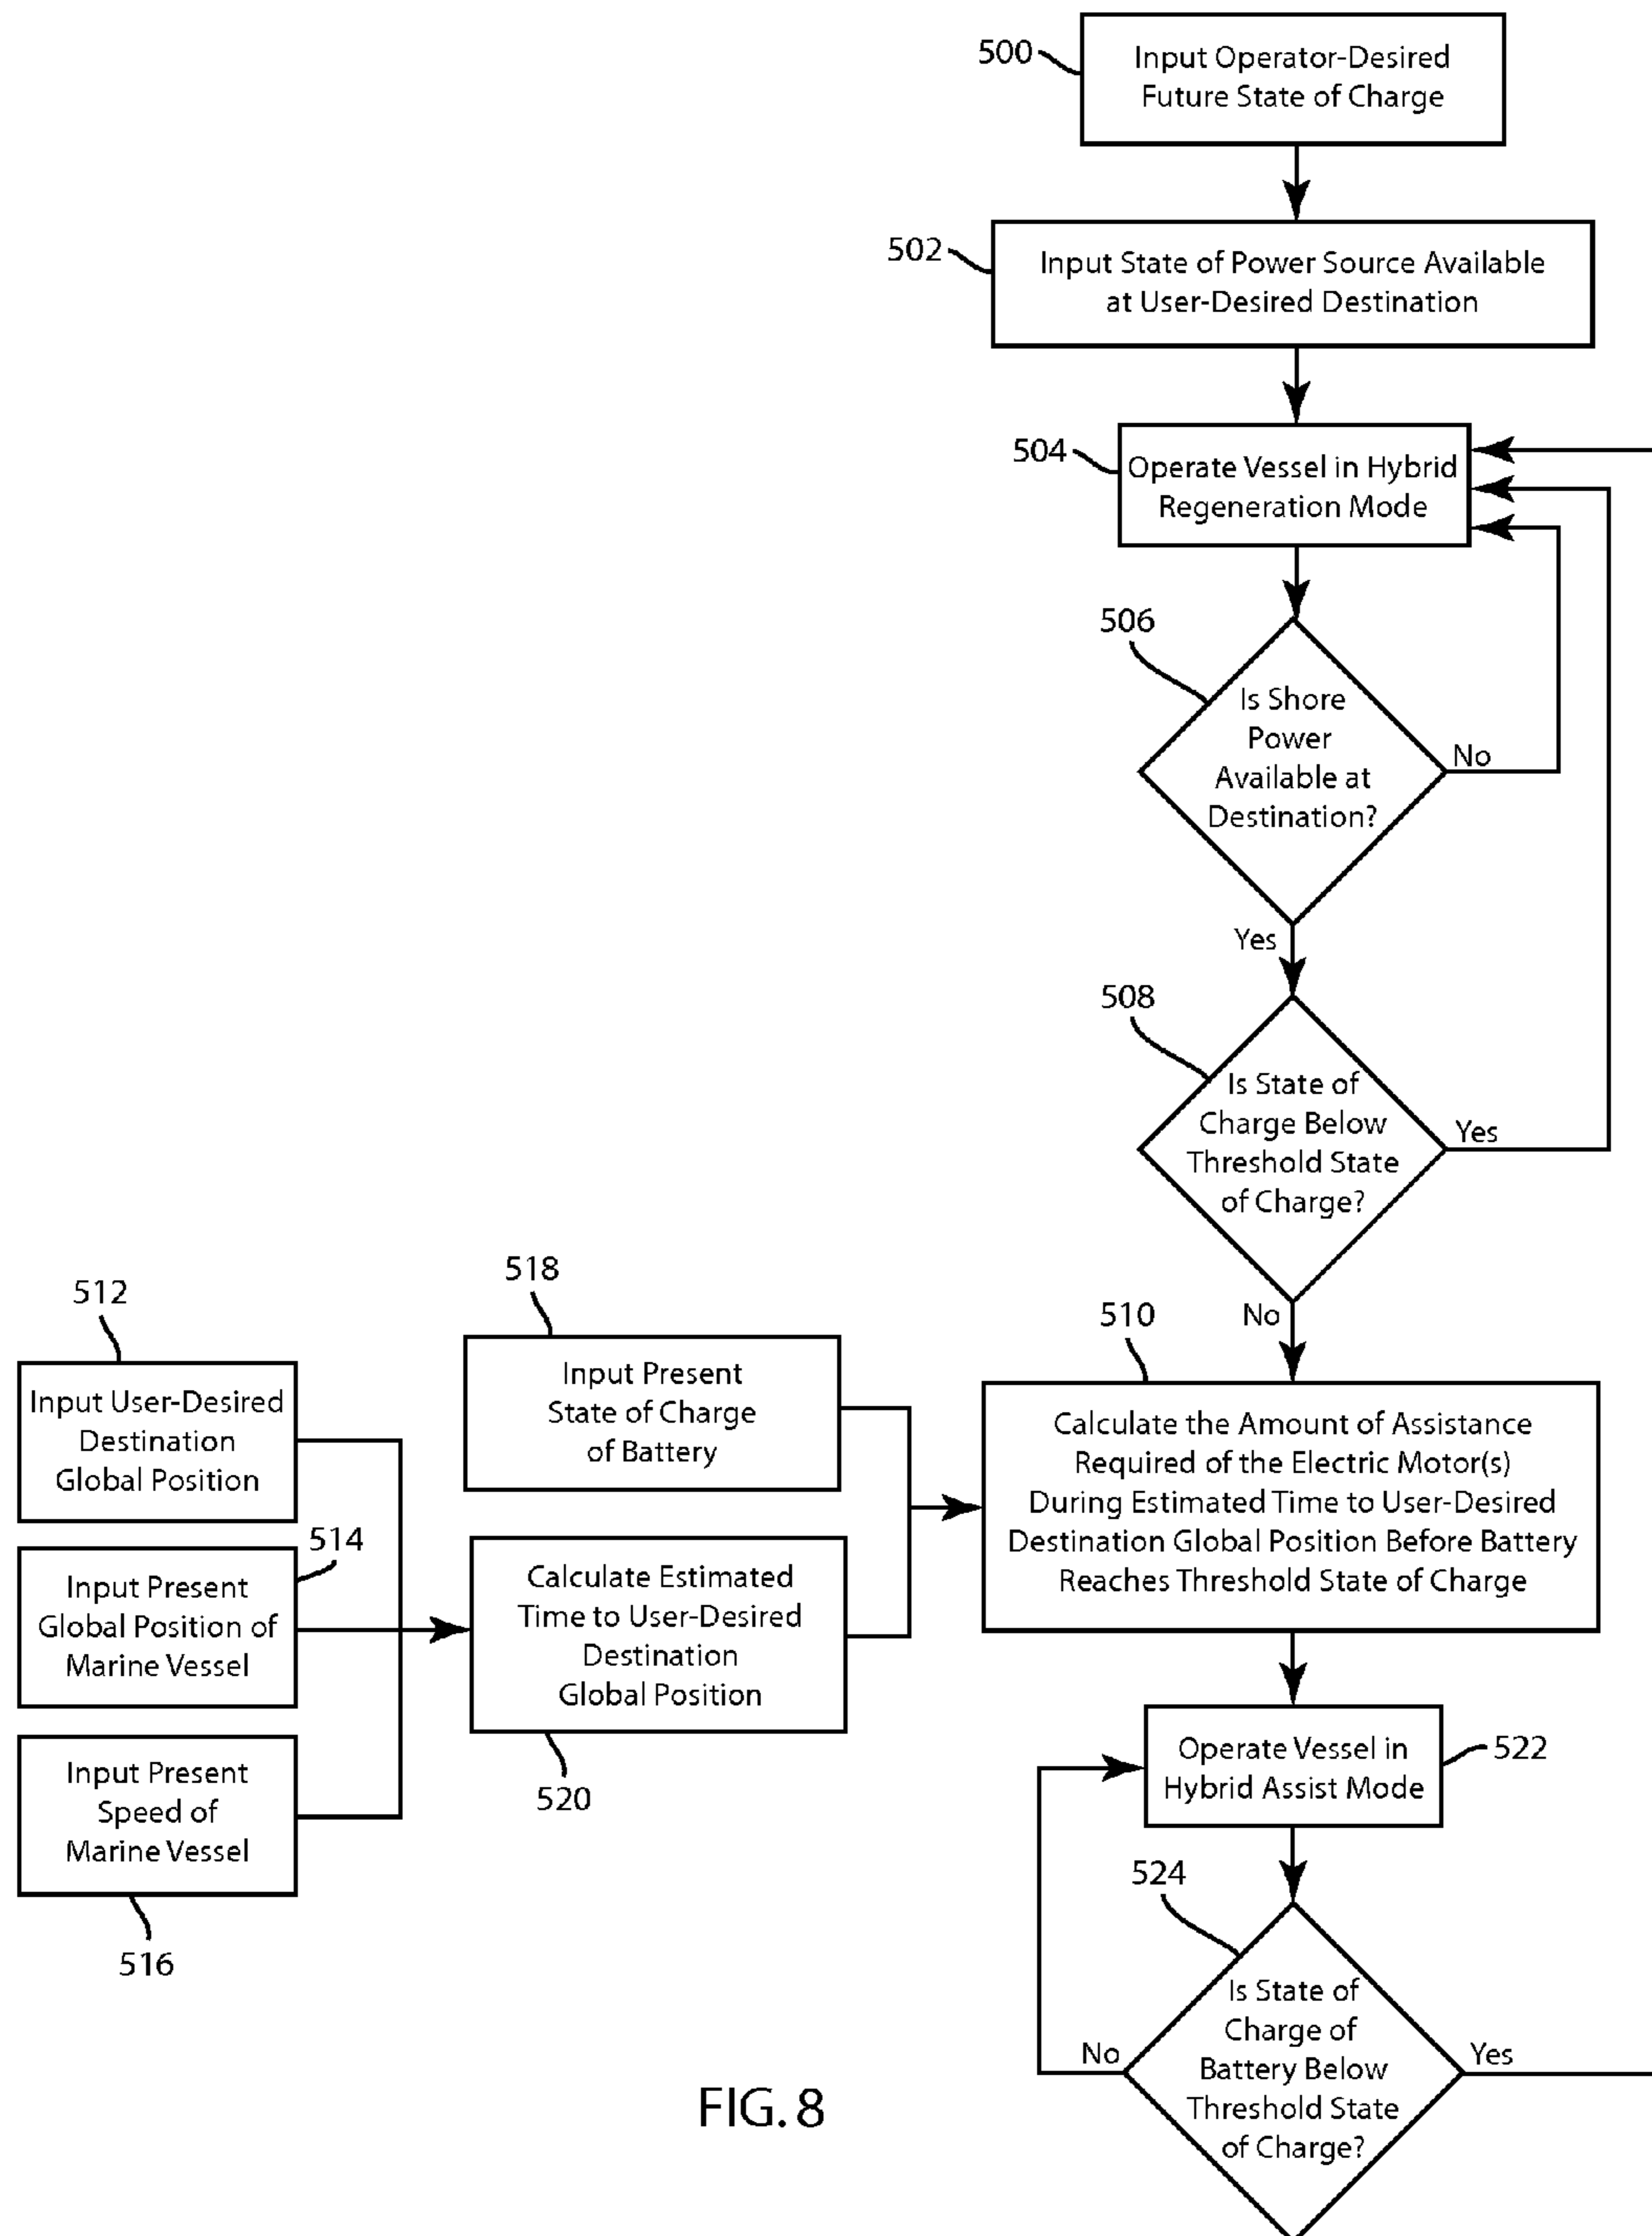 500
Input Operator-Desired
Future State of Charge
502
Input State of Power Source Available
at User-Desired Destination
504
Operate Vessel in Hybrid
Regeneration Mode
506
Is Shore
Power
Available at
Destination?
No
Yes
508
Is State of
Charge Below
Threshold State
of Charge?
Yes
No
510
Calculate the Amount of Assistance
Required of the Electric Motor(s)
During Estimated Time to User-Desired
Destination Global Position Before Battery
Reaches Threshold State of Charge
512
Input User-Desired
Destination
Global Position
514
Input Present
Global Position of
Marine Vessel
Input Present
Speed of
Marine Vessel
516
518
Input Present
State of Charge
of Battery
Calculate Estimated
Time to User-Desired
Destination
Global Position
520
Operate Vessel in
Hybrid Assist Mode
522
524
Is State of
Charge of
Battery Below
Threshold State
of Charge?
No
Yes
FIG. 8